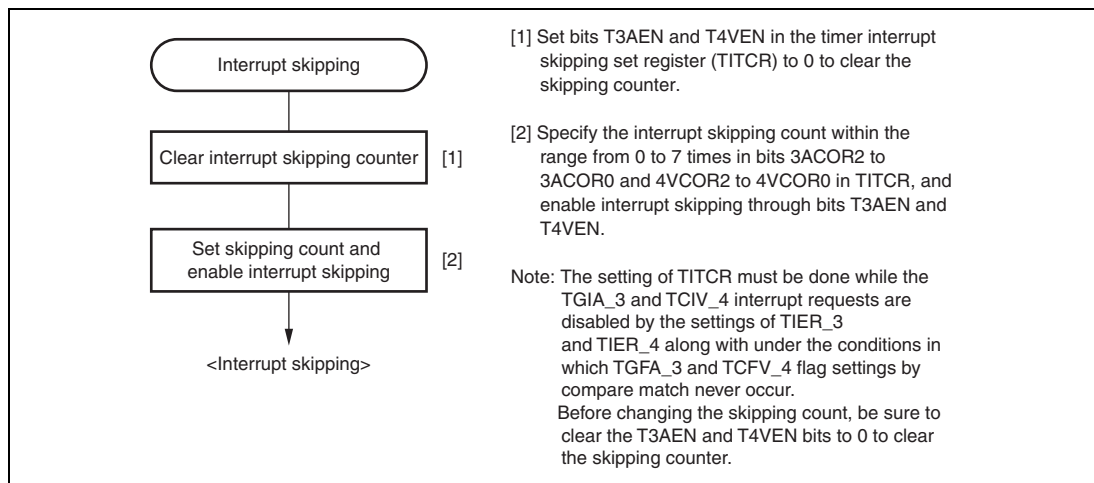 Interrupt skipping
Clear interrupt skipping counter
[1]
Set skipping count and
enable interrupt skipping
[2]
<Interrupt skipping>
[1] Set bits T3AEN and T4VEN in the timer interrupt
skipping set register (TITCR) to 0 to clear the
skipping counter.
[2] Specify the interrupt skipping count within the
range from 0 to 7 times in bits 3ACOR2 to
3ACOR0 and 4VCOR2 to 4VCOR0 in TITCR, and
enable interrupt skipping through bits T3AEN and
T4VEN.
Note: The setting of TITCR must be done while the
TGIA_3 and TCIV_4 interrupt requests are
disabled by the settings of TIER_3
and TIER_4 along with under the conditions in
which TGFA_3 and TCFV_4 flag settings by
compare match never occur.
Before changing the skipping count, be sure to
clear the T3AEN and T4VEN bits to 0 to clear
the skipping counter.